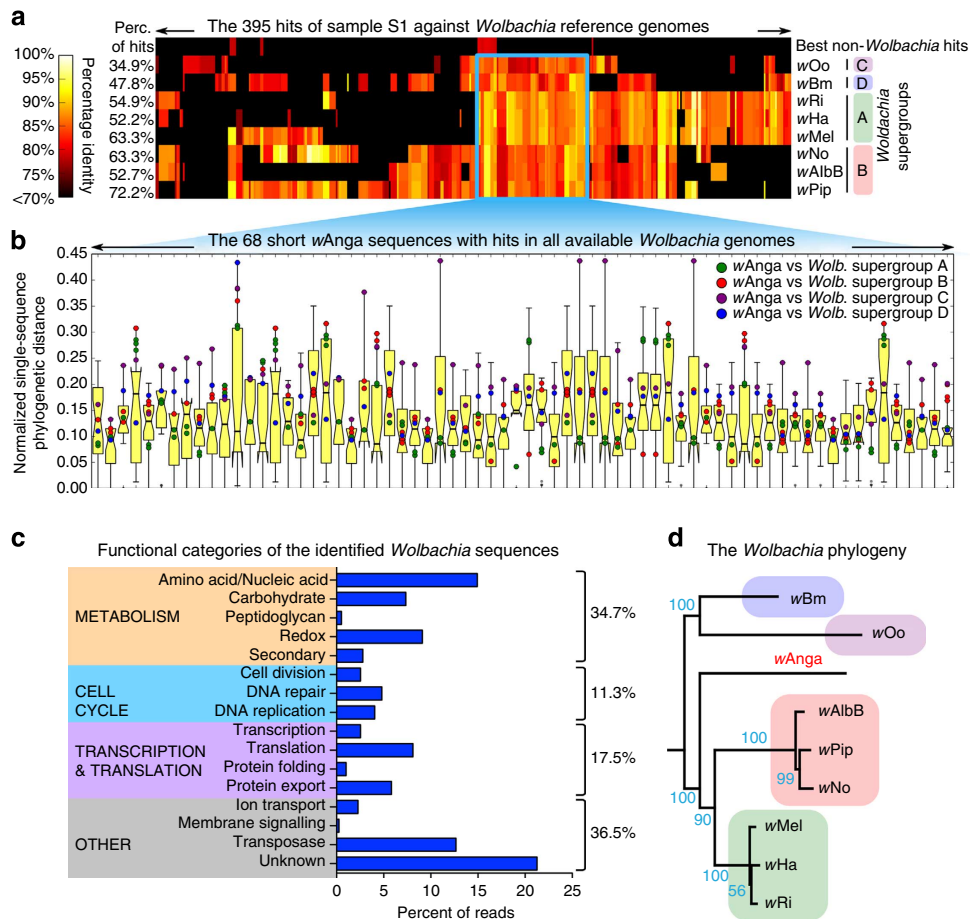 a
Perc. of hits
The 395 hits of sample S1 against Wolbachia reference genomes
100%
95%
90%
85%
80%
75%
<70%
Percentage identity
34.9%
47.8%
54.9%
52.2%
63.3%
63.3%
52.7%
72.2%
Best non-Wolbachia hits
wOo
wBm
wRi
wHa
wMel
wNo
wAlbB
wPip
C
D
A
B
Woldachia supergroups
b
The 68 short wAnga sequences with hits in all available Wolbachia genomes
Normalized single-sequence phylogenetic distance
0.45
0.35
0.30
0.25
0.20
0.15
0.10
0.05
0.00
wAnga vs Wolb. supergroup A
wAnga vs Wolb. supergroup B
wAnga vs Wolb. supergroup C
wAnga vs Wolb. supergroup D
c
Functional categories of the identified Wolbachia sequences
METABOLISM
Amino acid/Nucleic acid
Carbohydrate
Peptidoglycan
Redox
Secondary
34.7%
CELL CYCLE
Cell division
DNA repair
DNA replication
11.3%
TRANSCRIPTION & TRANSLATION
Transcription
Translation
Protein folding
Protein export
17.5%
OTHER
Ion transport
Membrane signalling
Transposase
Unknown
36.5%
0 5 10 15 20 25
Percent of reads
d
The Wolbachia phylogeny
100
wBm
wOo
wAnga
wAlbB
100
wPip
99
wNo
100
90
wMel
100
wHa
56
wRi